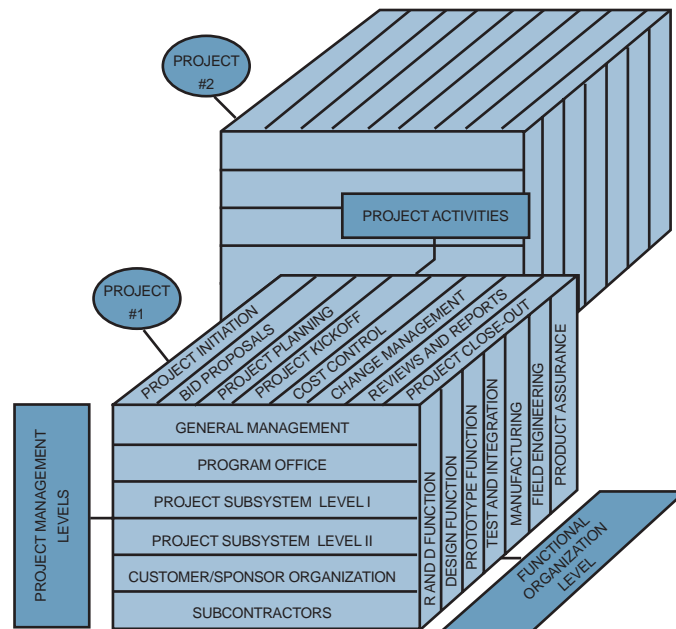 PROJECT
#2
PROJECT ACTIVITIES
PROJECT
#1
PROJECT INITIATION
BID PROPOSALS
PROJECT PLANNING
PROJECT KICKOFF
COST CONTROL
CHANGE MANAGEMENT
REVIEWS AND REPORTS
PROJECT CLOSE-OUT
PROJECT MANAGEMENT
LEVELS
GENERAL MANAGEMENT
PROGRAM OFFICE
PROJECT SUBSYSTEM LEVEL I
PROJECT SUBSYSTEM LEVEL II
CUSTOMER/SPONSOR ORGANIZATION
SUBCONTRACTORS
R AND D FUNCTION
DESIGN FUNCTION
PROTOTYPE FUNCTION
TEST AND INTEGRATION
MANUFACTURING
FIELD ENGINEERING
PRODUCT ASSURANCE
FUNCTIONAL
ORGANIZATION
LEVEL